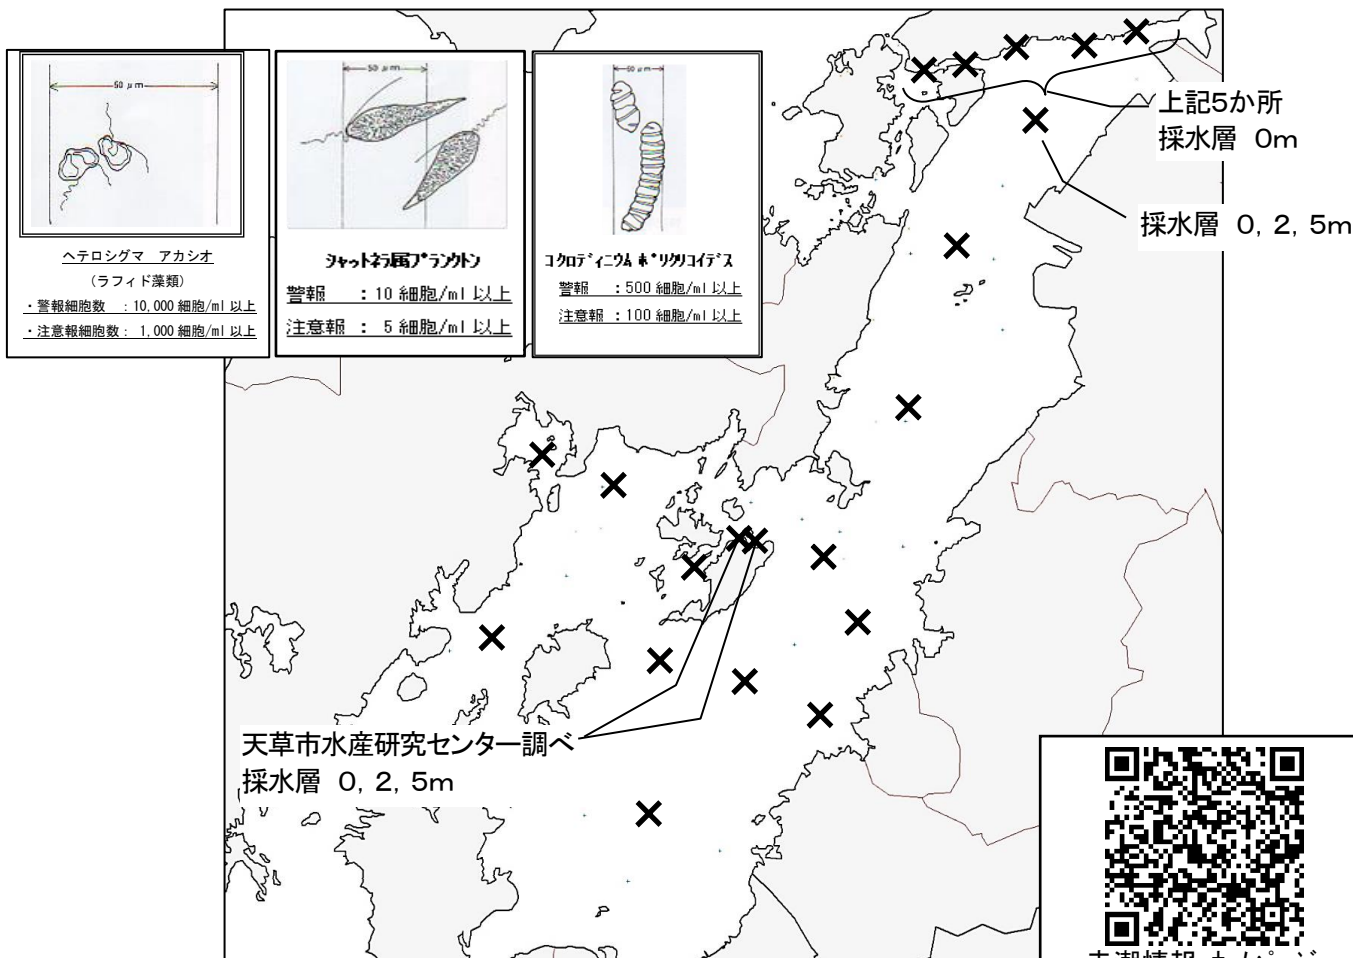 50 μm
ヘテロシグマ アカシオ
(ラフィド藻類)
・警報細胞数 : 10,000 細胞/ml 以上
・注意報細胞数 : 1,000 細胞/ml 以上
50 μm
シャットネラ属プランクトン
警報 : 10 細胞/ml 以上
注意報 : 5 細胞/ml 以上
50 μm
コクロディニウム ポリクリコイデス
警報 : 500 細胞/ml 以上
注意報 : 100 細胞/ml 以上
上記5か所
採水層 0m
採水層 0, 2, 5m
天草市水産研究センター調べ
採水層 0, 2, 5m